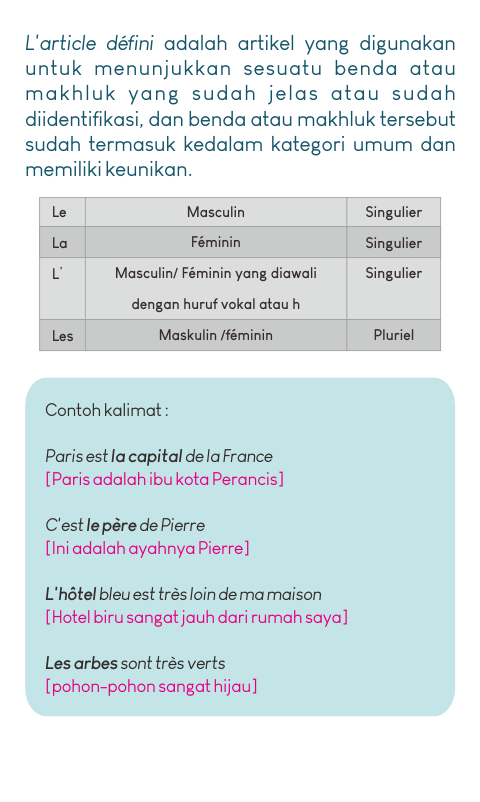 L'article défini adalah artikel yang digunakan
untuk menunjukkan sesuatu benda atau
makhluk yang sudah jelas atau sudah
diidentifikasi, dan benda atau makhluk tersebut
sudah termasuk kedalam kategori umum dan
memiliki keunikan.
Le Masculin Singulier
La Féminin Singulier
L' Masculin/ Féminin yang diawali Singulier
dengan huruf vokal atau h
Les Maskulin /féminin Pluriel
Contoh kalimat :
Paris est la capital de la France
[Paris adalah ibu kota Perancis]
C'est le père de Pierre
[Ini adalah ayahnya Pierre]
L'hôtel bleu est très loin de ma maison
[Hotel biru sangat jauh dari rumah saya]
Les arbes sont très verts
[pohon-pohon sangat hijau]